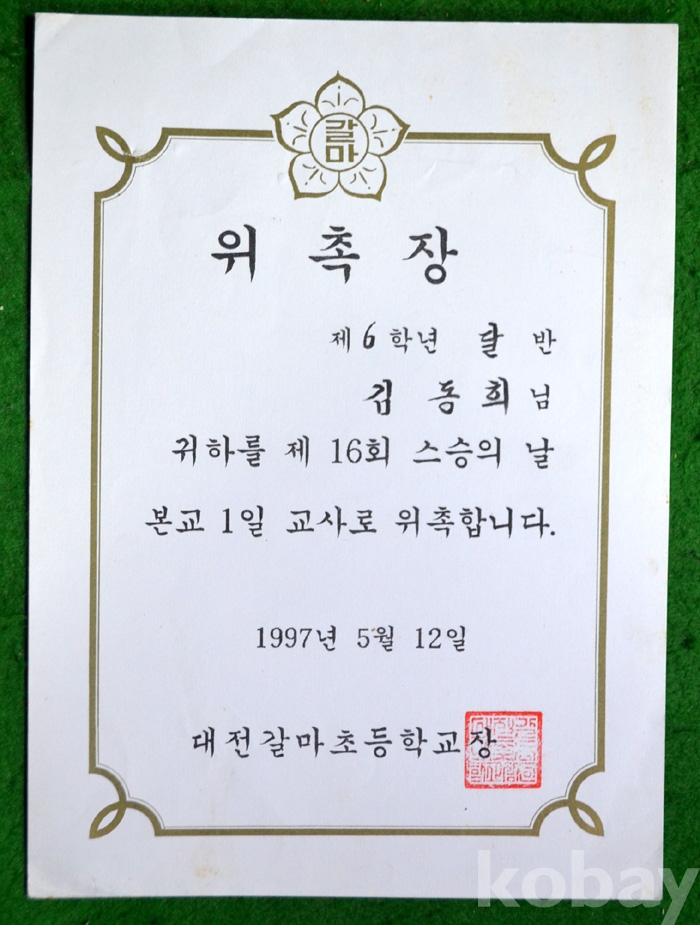 갈마
위 촉 장
제 6 학년 달 반
김 동 희 님
귀하를 제 16회 스승의 날
본교 1일 교사로 위촉합니다.
1997년 5월 12일
대전갈마초등학교장
kobay